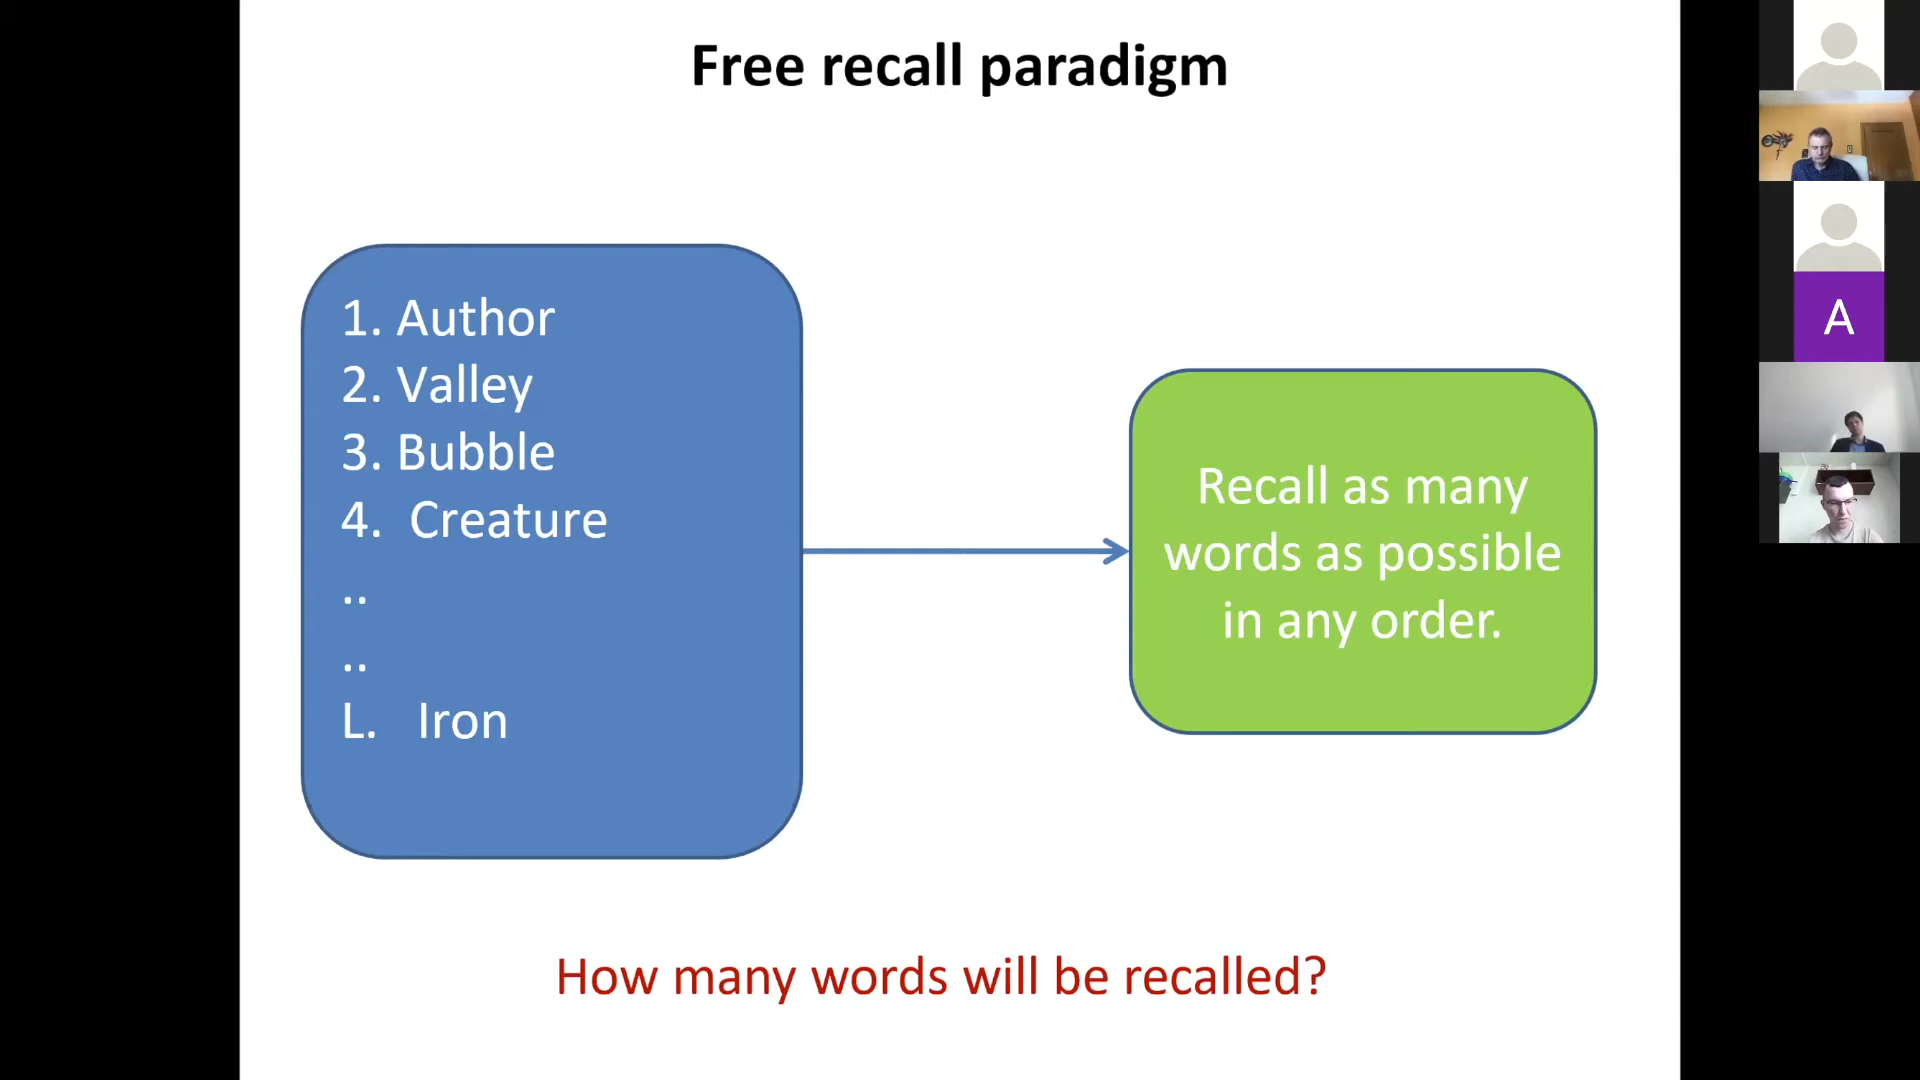 Free recall paradigm
1. Author
2. Valley
3. Bubble
4. Creature
..
..
L. Iron
Recall as many
words as possible
in any order.
How many words will be recalled?
A